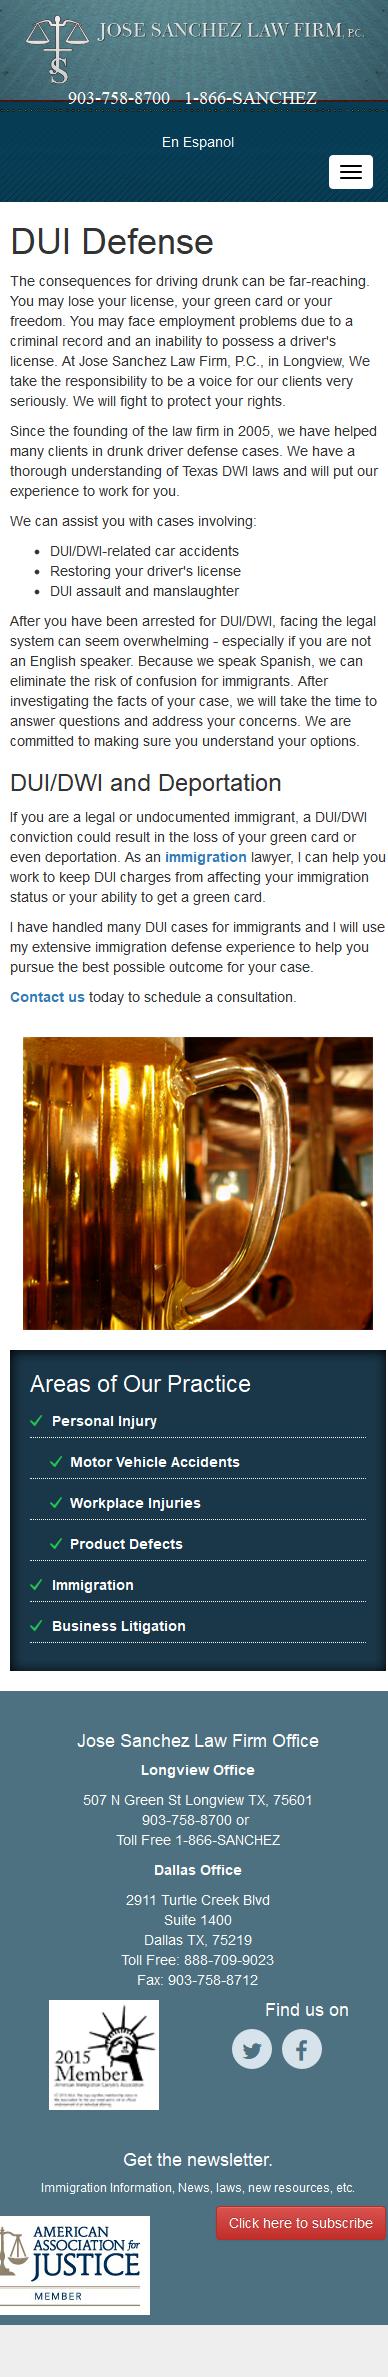 JOSE SANCHEZ LAW FIRM, P.C.
903-758-8700 1-866-SANCHEZ
En Espanol
DUI Defense
The consequences for driving drunk can be far-reaching.
You may lose your license, your green card or your
freedom. You may face employment problems due to a
criminal record and an inability to possess a driver's
license. At Jose Sanchez Law Firm, P.C., in Longview, We
take the responsibility to be a voice for our clients very
seriously. We will fight to protect your rights.
Since the founding of the law firm in 2005, we have helped
many clients in drunk driver defense cases. We have a
thorough understanding of Texas DWI laws and will put our
experience to work for you.
We can assist you with cases involving:
• DUI/DWI-related car accidents
• Restoring your driver's license
• DUI assault and manslaughter
After you have been arrested for DUI/DWI, facing the legal
system can seem overwhelming - especially if you are not
an English speaker. Because we speak Spanish, we can
eliminate the risk of confusion for immigrants. After
investigating the facts of your case, we will take the time to
answer questions and address your concerns. We are
committed to making sure you understand your options.
DUI/DWI and Deportation
If you are a legal or undocumented immigrant, a DUI/DWI
conviction could result in the loss of your green card or
even deportation. As an immigration lawyer, I can help you
work to keep DUI charges from affecting your immigration
status or your ability to get a green card.
I have handled many DUI cases for immigrants and I will use
my extensive immigration defense experience to help you
pursue the best possible outcome for your case.
Contact us today to schedule a consultation.
Areas of Our Practice
Personal Injury
Motor Vehicle Accidents
Workplace Injuries
Product Defects
Immigration
Business Litigation
Jose Sanchez Law Firm Office
Longview Office
507 N Green St Longview TX, 75601
903-758-8700 or
Toll Free 1-866-SANCHEZ
Dallas Office
2911 Turtle Creek Blvd
Suite 1400
Dallas TX, 75219
Toll Free: 888-709-9023
Fax: 903-758-8712
Find us on
2015
Member
American Immigration Lawyers Association
Get the newsletter.
Immigration Information, News, laws, new resources, etc.
Click here to subscribe
AMERICAN
ASSOCIATION for
JUSTICE
MEMBER